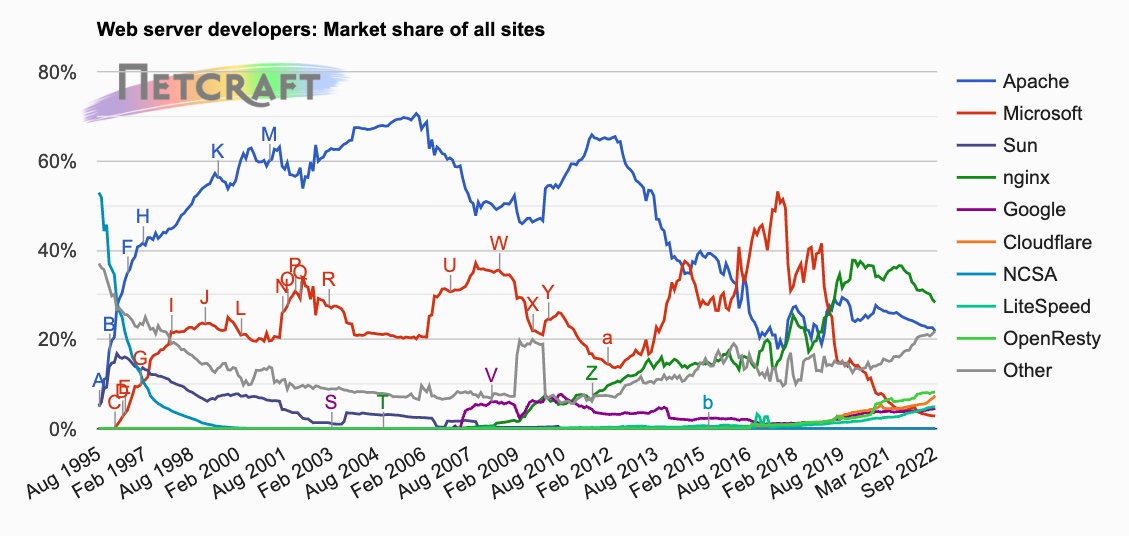 Web server developers: Market share of all sites
NETCRAFT
80%
60%
40%
20%
0%
A
B
C
D
E
F
G
H
I
J
K
L
M
N
O
P
Q
R
S
T
U
V
W
X
Y
Z
a
b
Aug 1995
Feb 1997
Aug 1998
Feb 2000
Aug 2001
Feb 2003
Aug 2004
Feb 2006
Aug 2007
Feb 2009
Aug 2010
Feb 2012
Aug 2013
Feb 2015
Aug 2016
Feb 2018
Aug 2019
Mar 2021
Sep 2022
Apache
Microsoft
Sun
nginx
Google
Cloudflare
NCSA
LiteSpeed
OpenResty
Other